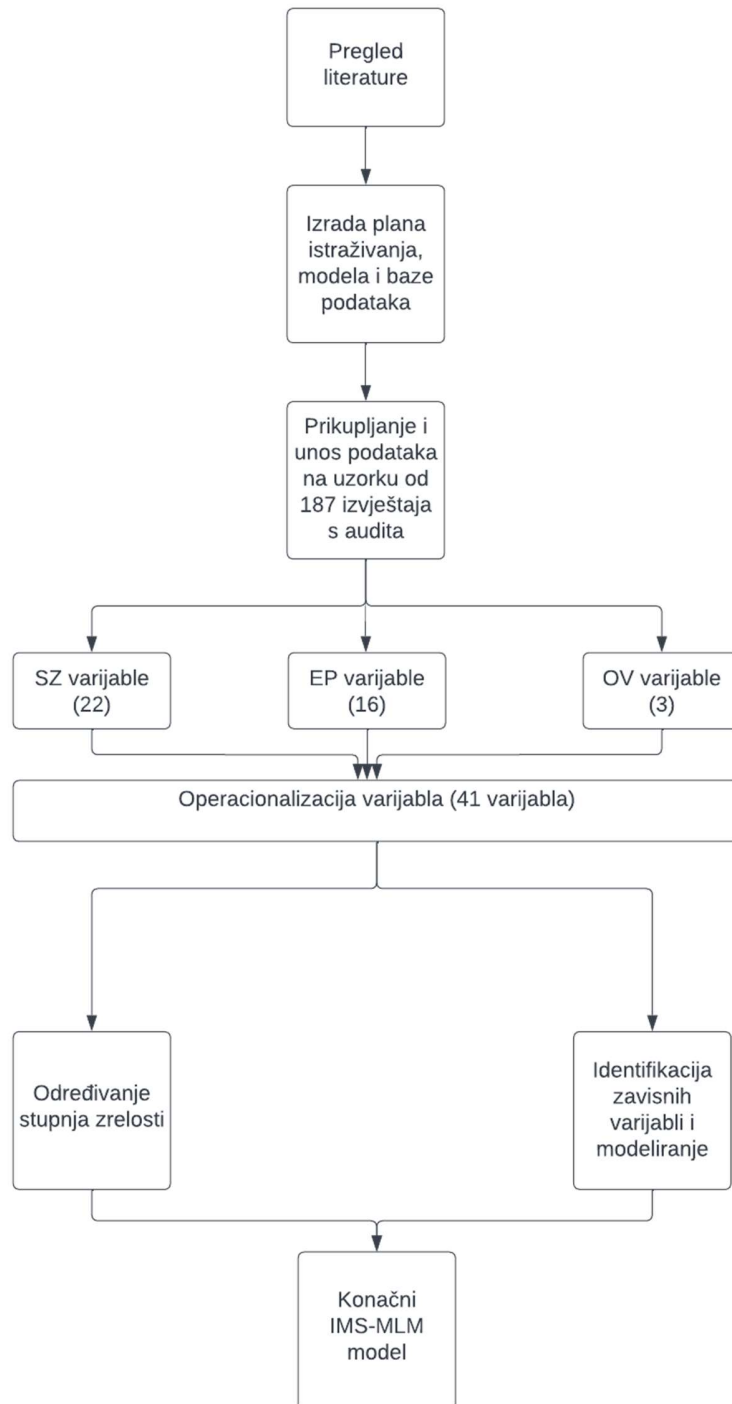 Pregled
literature
Izrada plana
istraživanja,
modela i baze
podataka
Prikupljanje i
unos podataka
na uzorku od
187 izvještaja
s audita
SZ varijable
(22)
EP varijable
(16)
OV varijable
(3)
Operacionalizacija varijabla (41 varijabla)
Određivanje
stupnja zrelosti
Identifikacija
zavisnih
varijabli i
modeliranje
Konačni
IMS-MLM
model